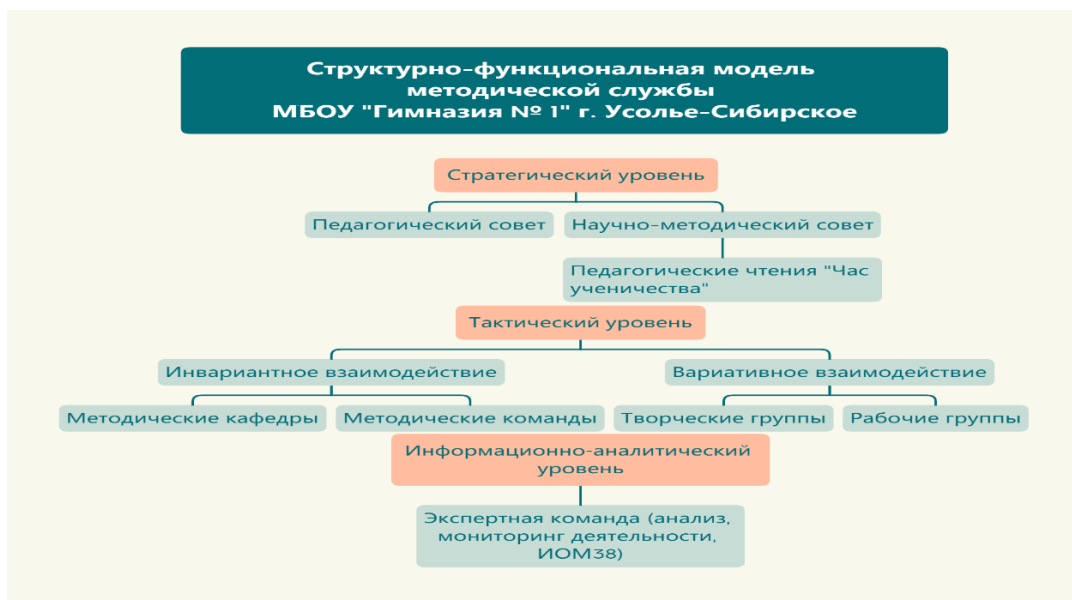 Структурно-функциональная модель
методической службы
МБОУ "Гимназия № 1" г. Усолье-Сибирское
Стратегический уровень
Педагогический совет
Научно-методический совет
Педагогические чтения "Час
ученичества"
Тактический уровень
Инвариантное взаимодействие
Вариативное взаимодействие
Методические кафедры
Методические команды
Творческие группы
Рабочие группы
Информационно-аналитический
уровень
Экспертная команда (анализ,
мониторинг деятельности,
ИОМ38)